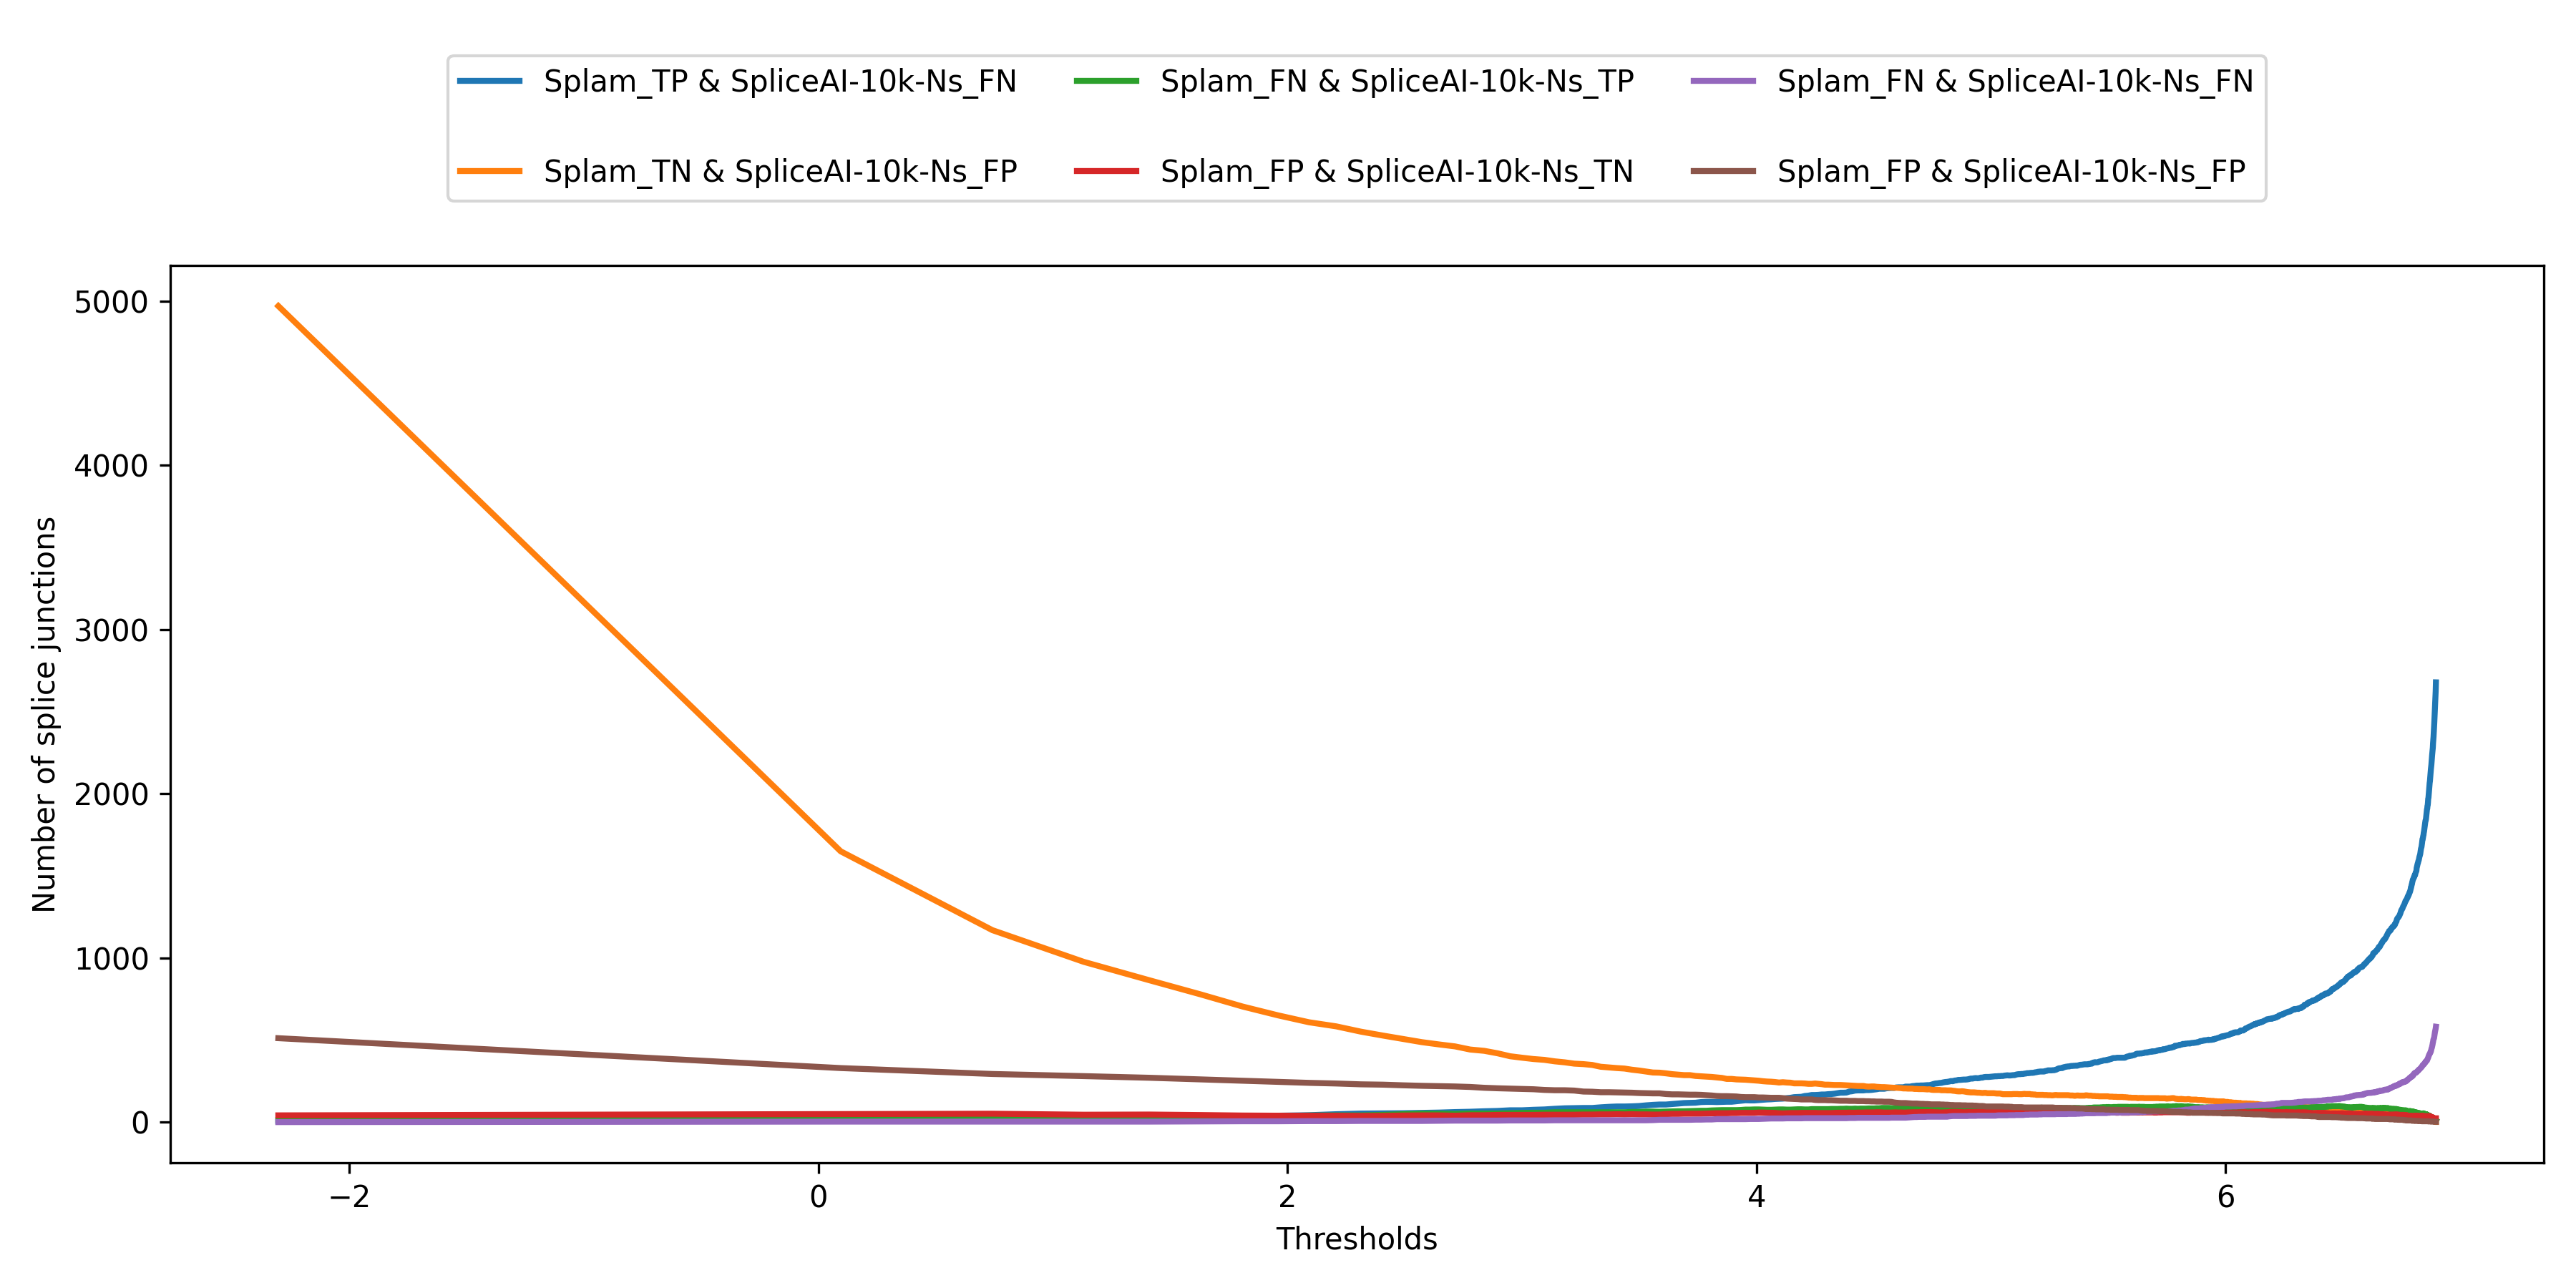 Splam_TP & SpliceAI-10k-Ns_FN
Splam_FN & SpliceAI-10k-Ns_TP
Splam_FN & SpliceAI-10k-Ns_FN
Splam_TN & SpliceAI-10k-Ns_FP
Splam_FP & SpliceAI-10k-Ns_TN
Splam_FP & SpliceAI-10k-Ns_FP
Number of splice junctions
5000
4000
3000
2000
1000
0
−2
0
2
4
6
Thresholds